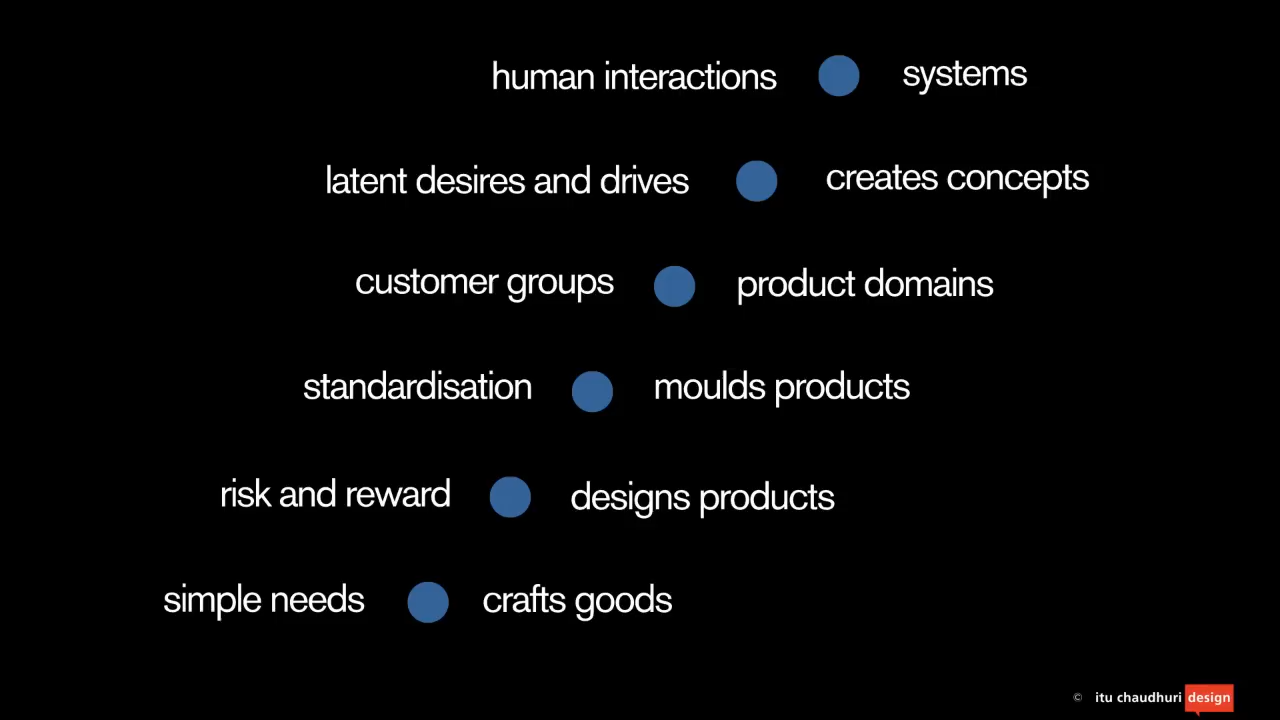 human interactions systems
latent desires and drives creates concepts
customer groups product domains
standardisation moulds products
risk and reward designs products
simple needs crafts goods
© itu chaudhuri design